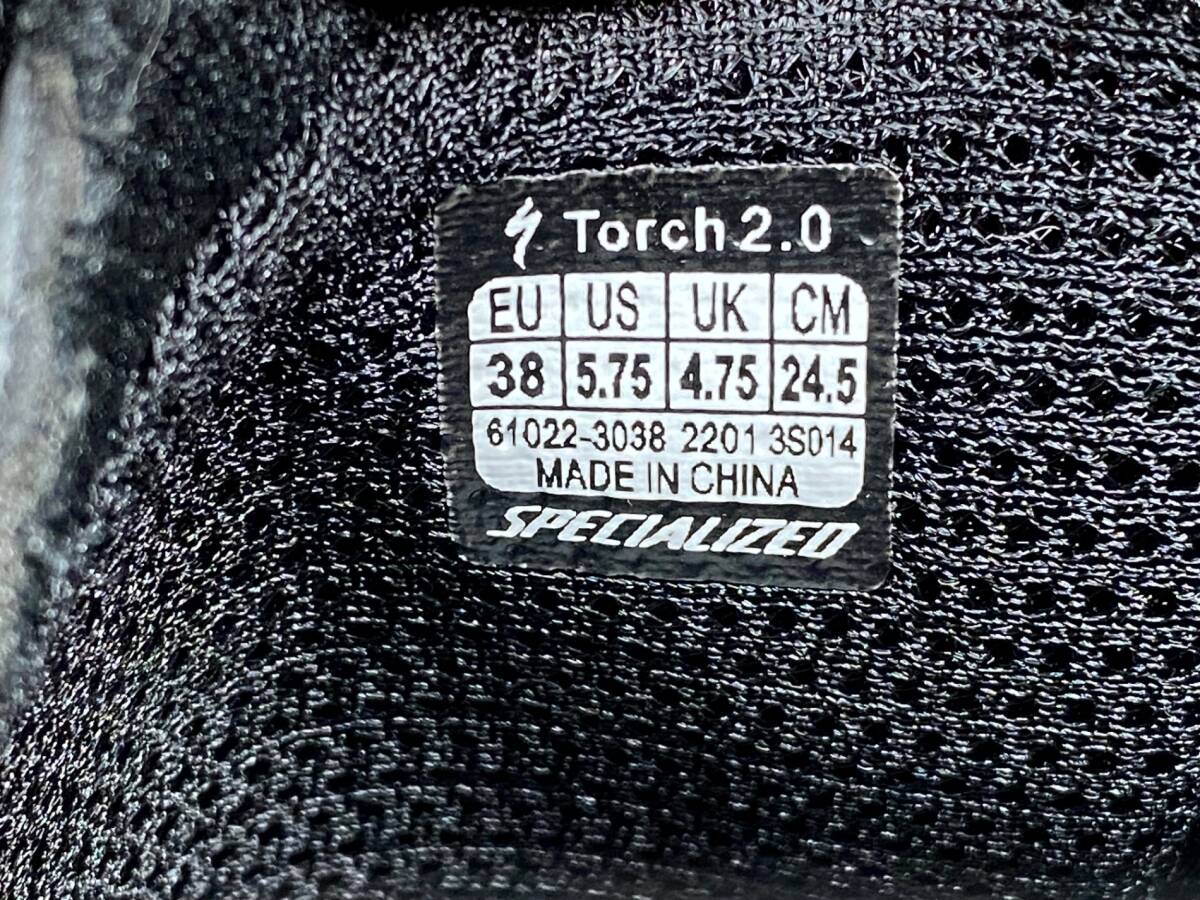 Torch 2.0
EU US UK CM
38 5.75 4.75 24.5
61022-3038 2201 3S014
MADE IN CHINA
SPECIALIZED